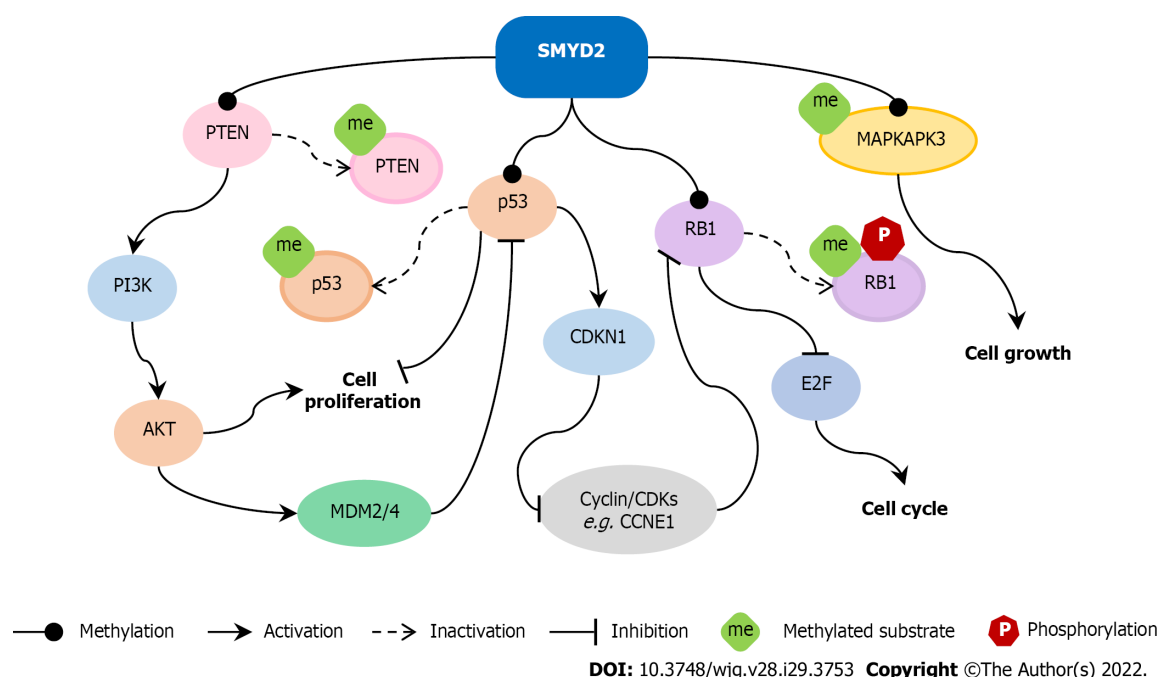 SMYD2
me
MAPKAPK3
PTEN
me
PTEN
p53
RB1
me
p53
me
P
RB1
PI3K
CDKN1
Cell growth
E2F
Cell
proliferation
AKT
MDM2/4
Cyclin/CDKs
e.g. CCNE1
Cell cycle
Methylation
Activation
Inactivation
Inhibition
me
Methylated substrate
P
Phosphorylation
DOI: 10.3748/wjg.v28.i29.3753 Copyright ©The Author(s) 2022.